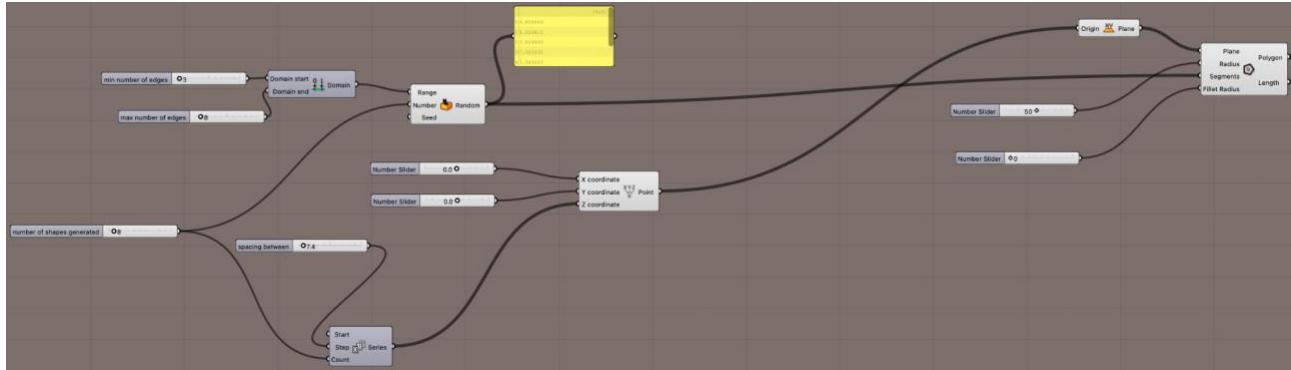 min number of edges 3
max number of edges 8
Domain start
Domain end
Domain
Range
Number
Seed
Random
Origin
XY
Plane
Plane
Radius
Segments
Fillet Radius
Polygon
Length
Number Slider 50
Number Slider 0
Number Slider 0.0
Number Slider 0.0
X coordinate
Y coordinate
Z coordinate
XYZ
Point
number of shapes generated 8
spacing between 7.4
Start
Step
Count
Series